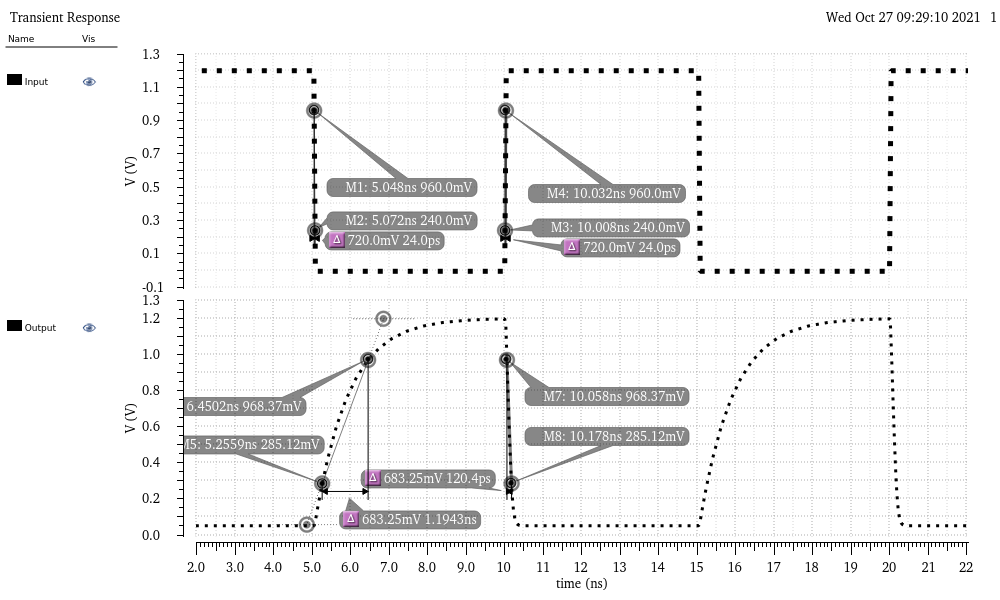 Transient Response
Wed Oct 27 09:29:10 2021 1
Name Vis
Input
V (V)
1.3
1.1
0.9
0.7
0.5
0.3
0.1
-0.1
M1: 5.048ns 960.0mV
M2: 5.072ns 240.0mV
Δ 720.0mV 24.0ps
M4: 10.032ns 960.0mV
M3: 10.008ns 240.0mV
Δ 720.0mV 24.0ps
Output
V (V)
1.3
1.2
1.0
0.8
0.6
0.4
0.2
0.0
6.4502ns 968.37mV
M5: 5.2559ns 285.12mV
Δ 683.25mV 120.4ps
Δ 683.25mV 1.1943ns
M7: 10.058ns 968.37mV
M8: 10.178ns 285.12mV
2.0 3.0 4.0 5.0 6.0 7.0 8.0 9.0 10 11 12 13 14 15 16 17 18 19 20 21 22
time (ns)